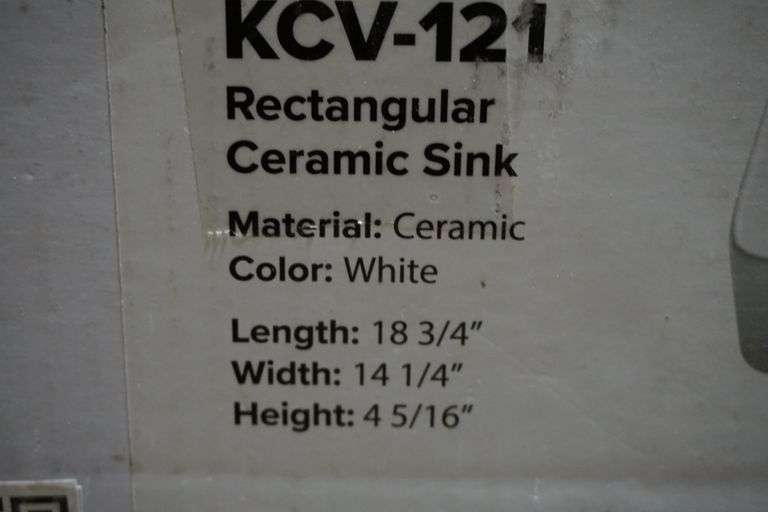 KCV-121
Rectangular
Ceramic Sink
Material: Ceramic
Color: White
Length: 18 3/4”
Width: 14 1/4”
Height: 4 5/16”